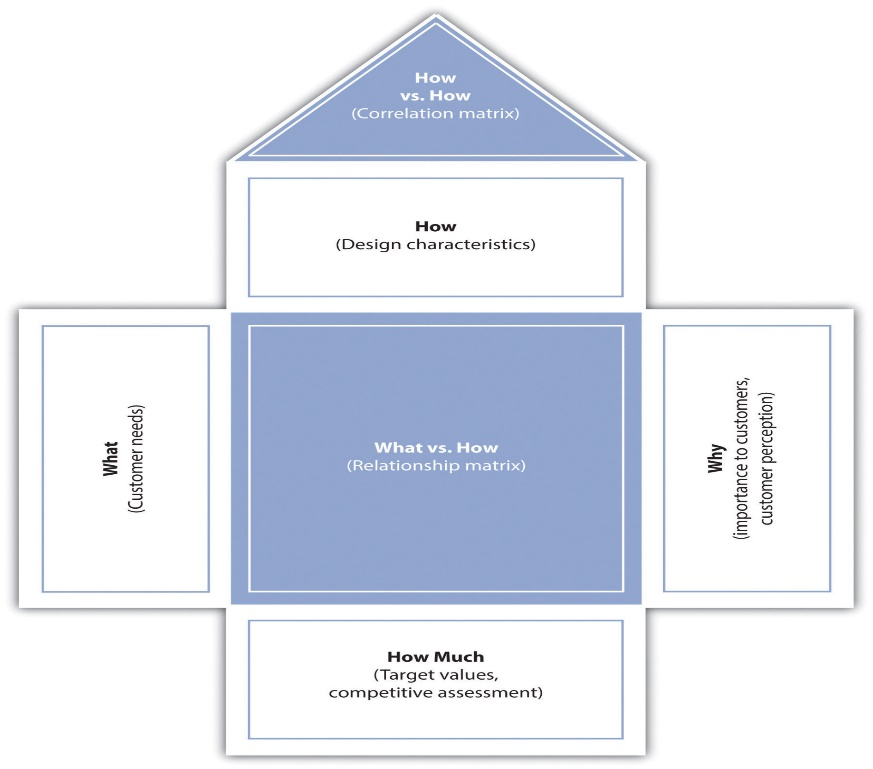 How
vs. How
(Correlation matrix)
How
(Design characteristics)
What
(Customer needs)
What vs. How
(Relationship matrix)
Why
(importance to customers,
customer perception)
How Much
(Target values,
competitive assessment)